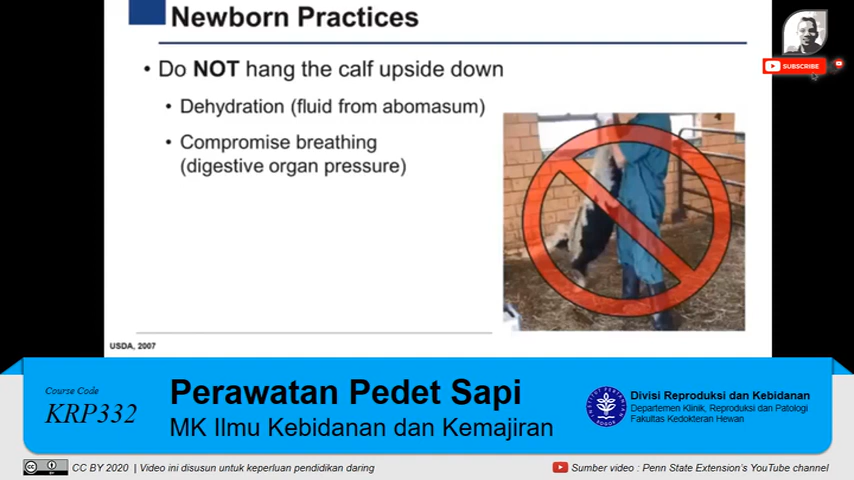 Newborn Practices
SUBSCRIBE
• Do NOT hang the calf upside down
• Dehydration (fluid from abomasum)
• Compromise breathing
(digestive organ pressure)
USDA, 2007
Course Code
KRP332
Perawatan Pedet Sapi
MK Ilmu Kebidanan dan Kemajiran
INSTITUT PERTANIAN
BOGOR
Divisi Reproduksi dan Kebidanan
Departemen Klinik, Reproduksi dan Patologi
Fakultas Kedokteran Hewan
CC BY 2020 | Video ini disusun untuk keperluan pendidikan daring
Sumber video : Penn State Extension's YouTube channel